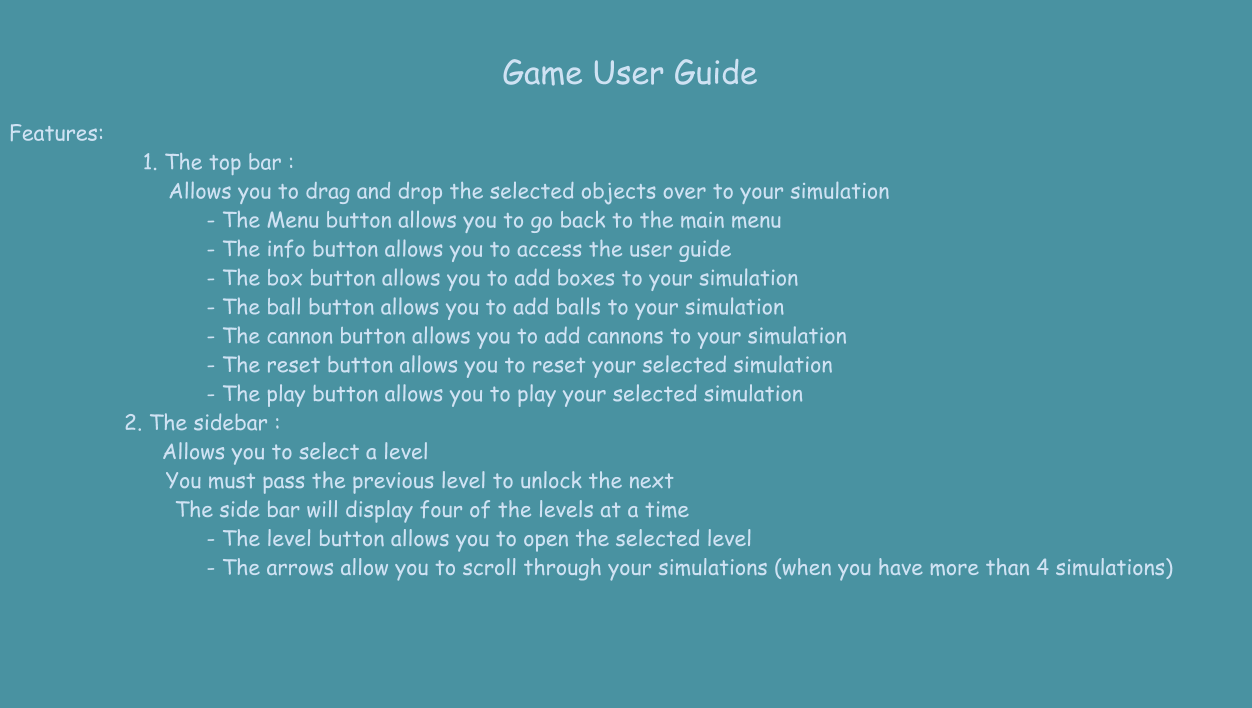 Game User Guide
Features:
1. The top bar :
Allows you to drag and drop the selected objects over to your simulation
- The Menu button allows you to go back to the main menu
- The info button allows you to access the user guide
- The box button allows you to add boxes to your simulation
- The ball button allows you to add balls to your simulation
- The cannon button allows you to add cannons to your simulation
- The reset button allows you to reset your selected simulation
- The play button allows you to play your selected simulation
2. The sidebar :
Allows you to select a level
You must pass the previous level to unlock the next
The side bar will display four of the levels at a time
- The level button allows you to open the selected level
- The arrows allow you to scroll through your simulations (when you have more than 4 simulations)